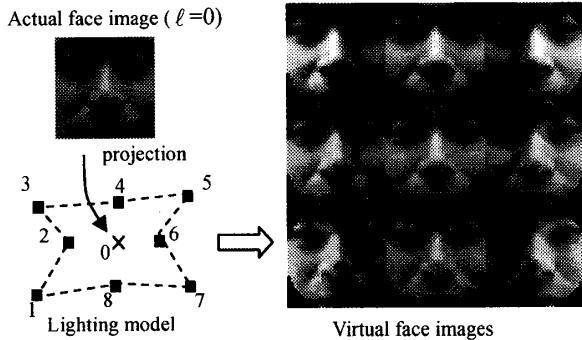 Actual face image ( ℓ =0)
projection
3
4
5
2
0
6
1
8
7
Lighting model
Virtual face images